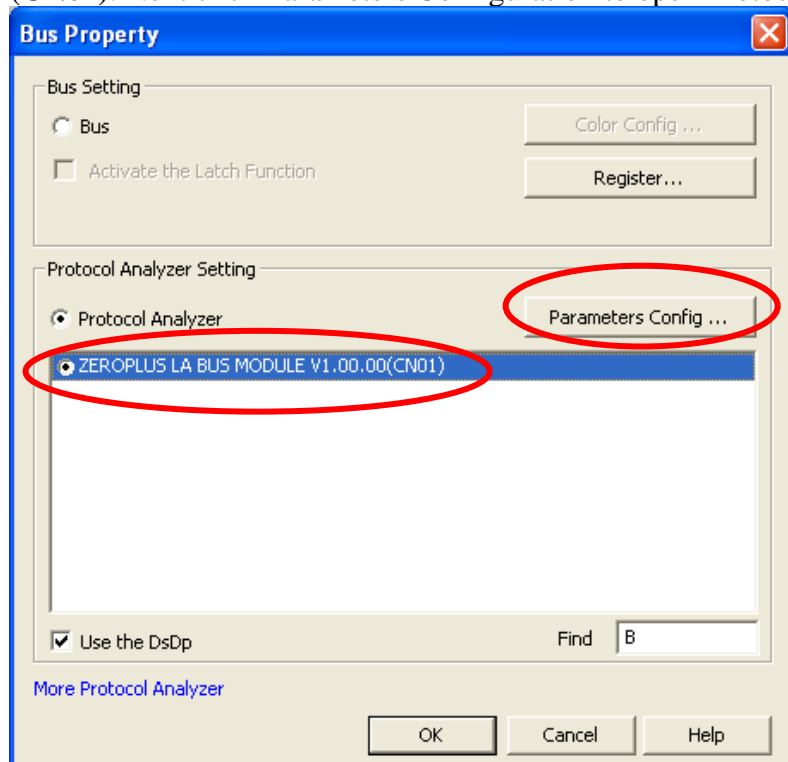 Bus Property
Bus Setting
Bus
Color Config ...
Activate the Latch Function
Register...
Protocol Analyzer Setting
Protocol Analyzer
Parameters Config ...
ZEROPLUS LA BUS MODULE V1.00.00(CN01)
Use the DsDp
Find B
More Protocol Analyzer
OK Cancel Help